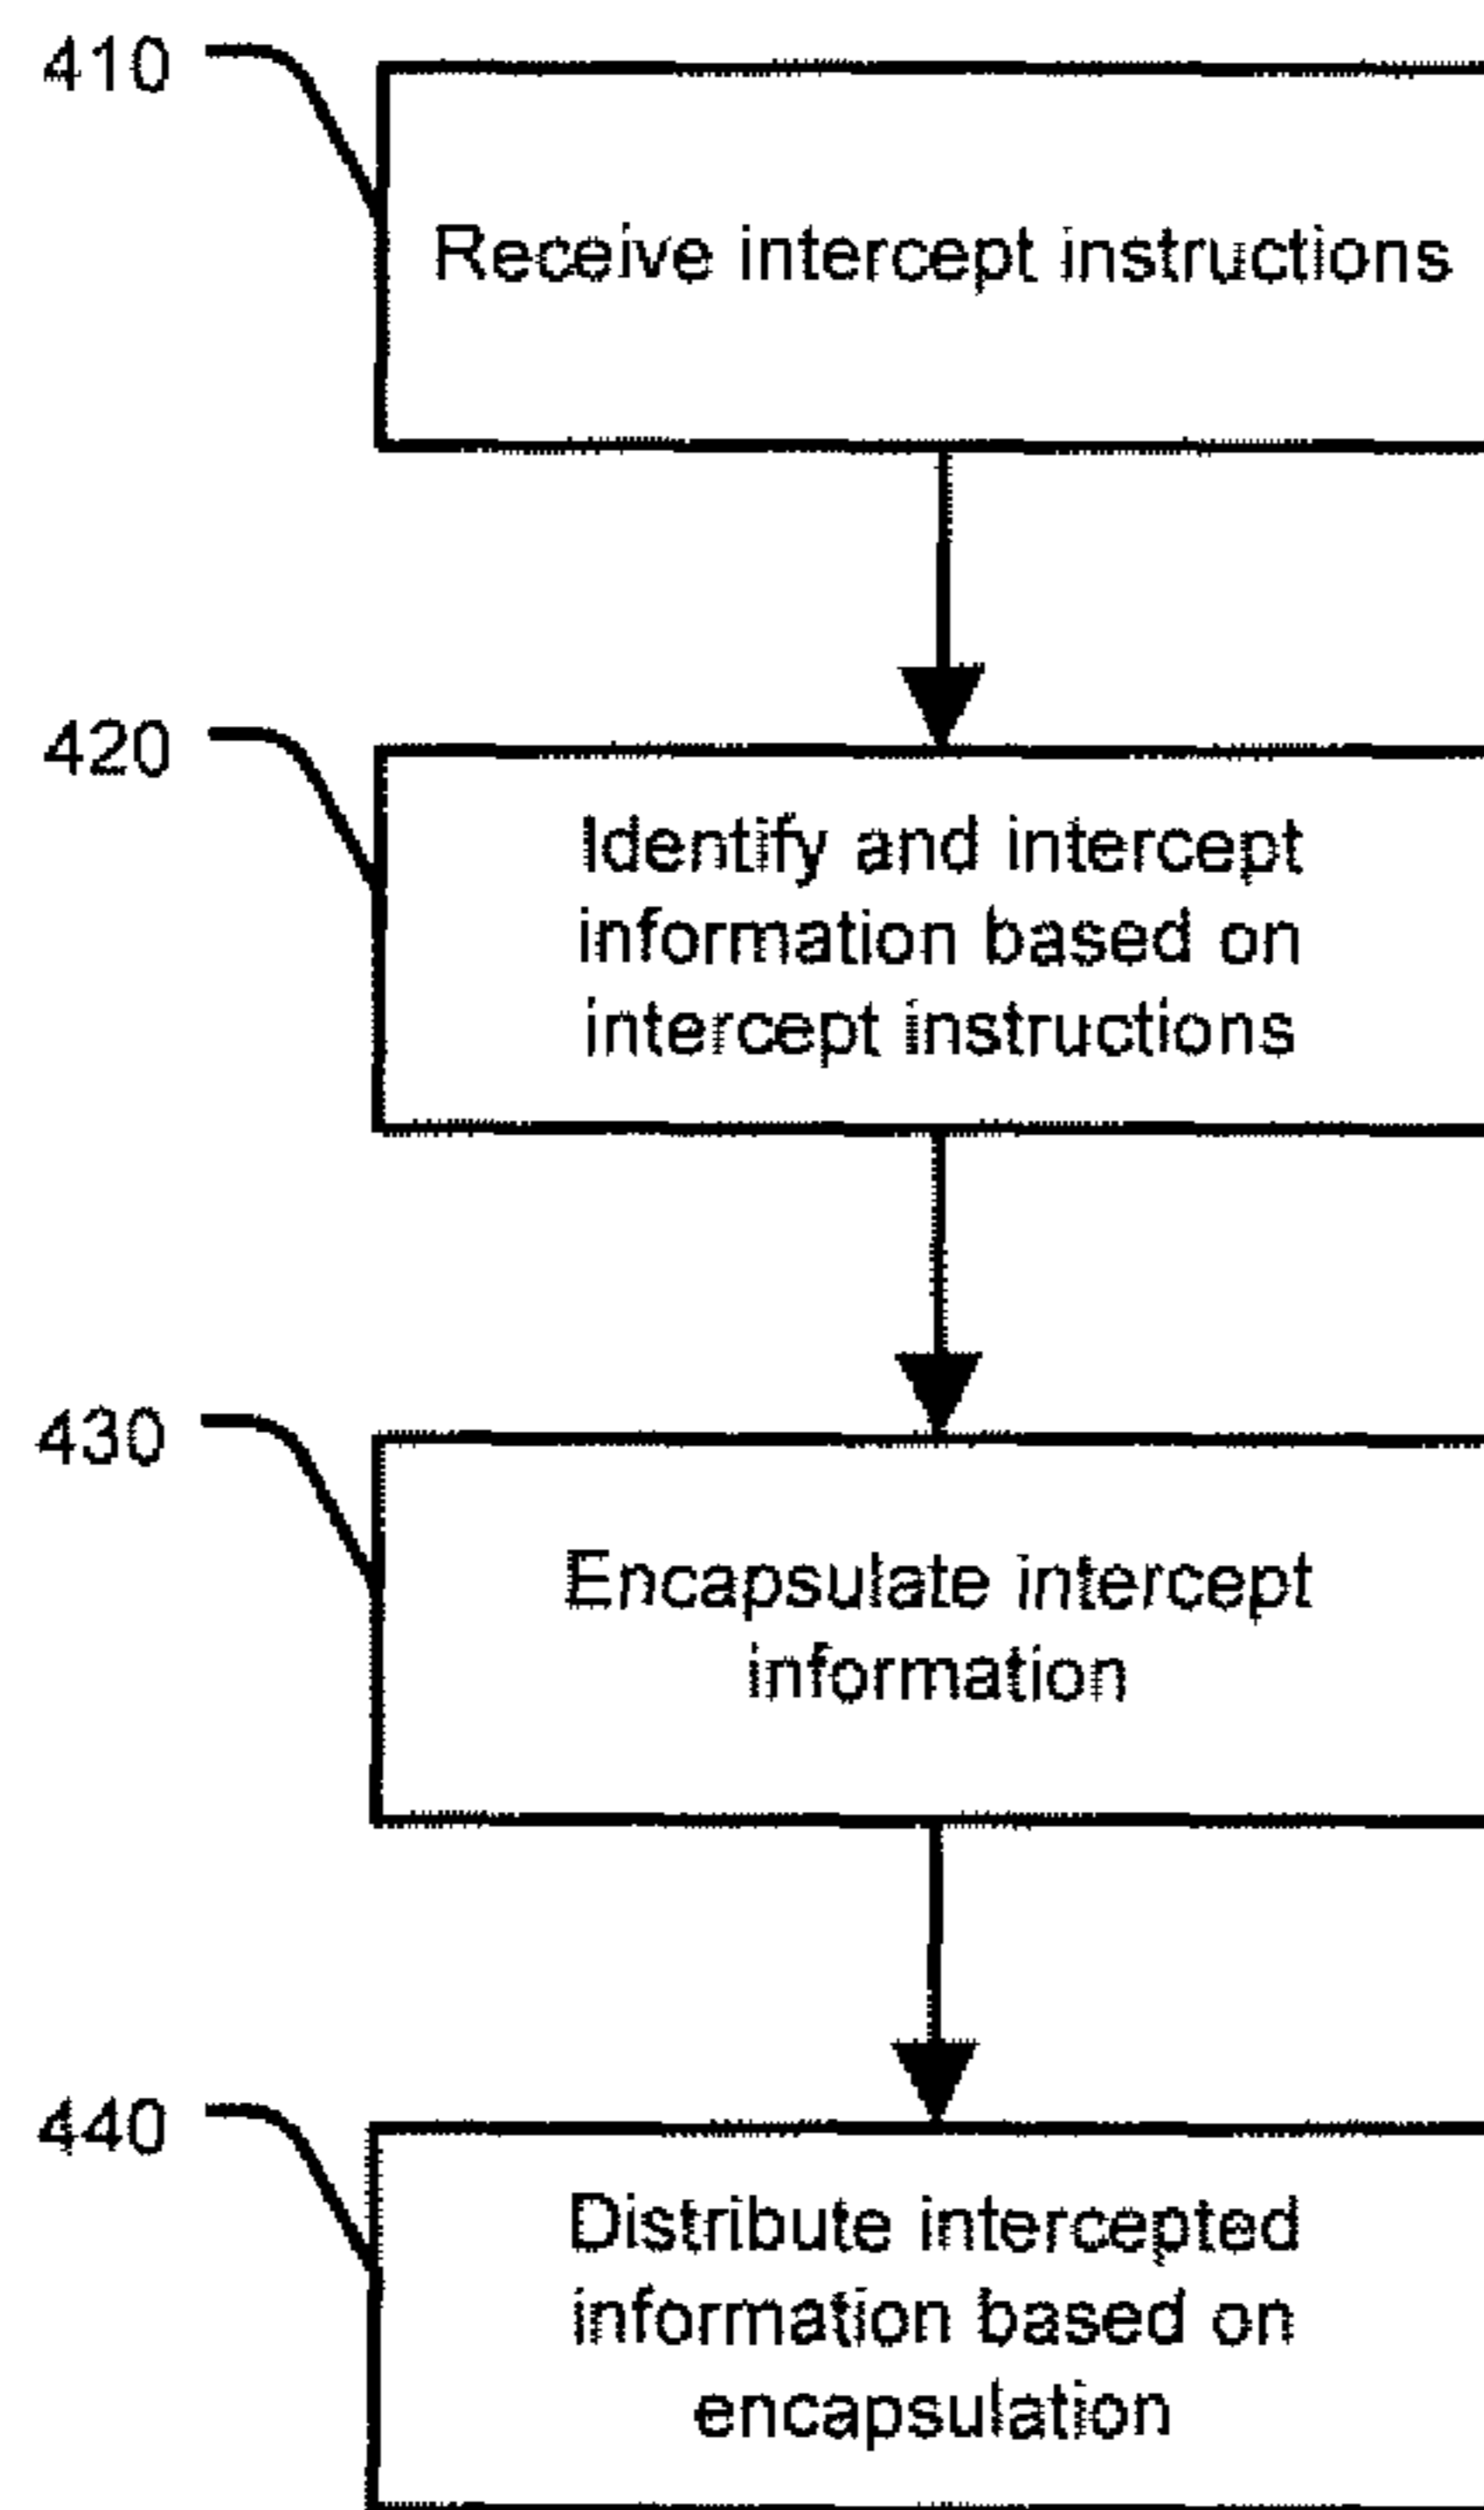 410
Receive intercept instructions
420
Identify and intercept
information based on
intercept instructions
430
Encapsulate intercept
information
440
Distribute intercepted
information based on
encapsulation